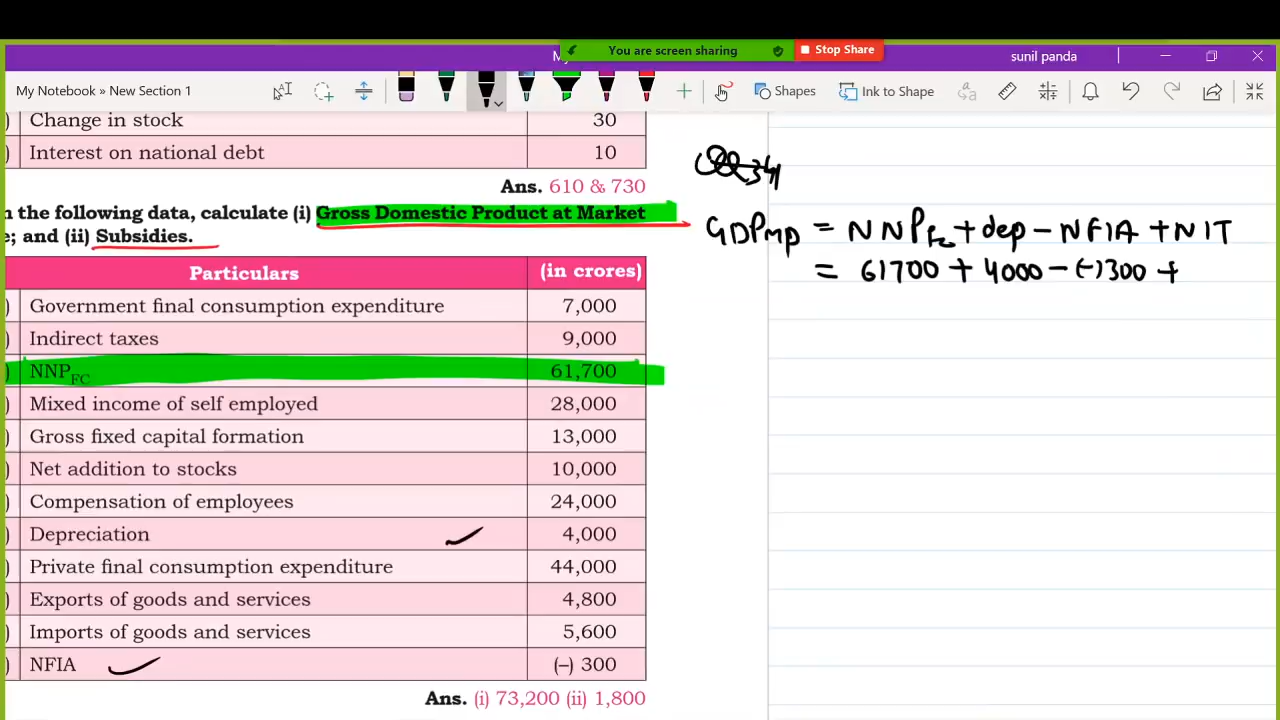 You are screen sharing
Stop Share
sunil panda
My Notebook » New Section 1
Shapes
Ink to Shape
Change in stock 30
) Interest on national debt 10
Ans. 610 & 730
n the following data, calculate (i) Gross Domestic Product at Market
e; and (ii) Subsidies.
Particulars (in crores)
) Government final consumption expenditure 7,000
) Indirect taxes 9,000
) NNPFC 61,700
) Mixed income of self employed 28,000
) Gross fixed capital formation 13,000
) Net addition to stocks 10,000
) Compensation of employees 24,000
) Depreciation 4,000
) Private final consumption expenditure 44,000
) Exports of goods and services 4,800
) Imports of goods and services 5,600
) NFIA (–) 300
Ans. (i) 73,200 (ii) 1,800
GDPMP = NNPFC + dep - NFIA + NIT
= 61700 + 4000 - (-)300 +